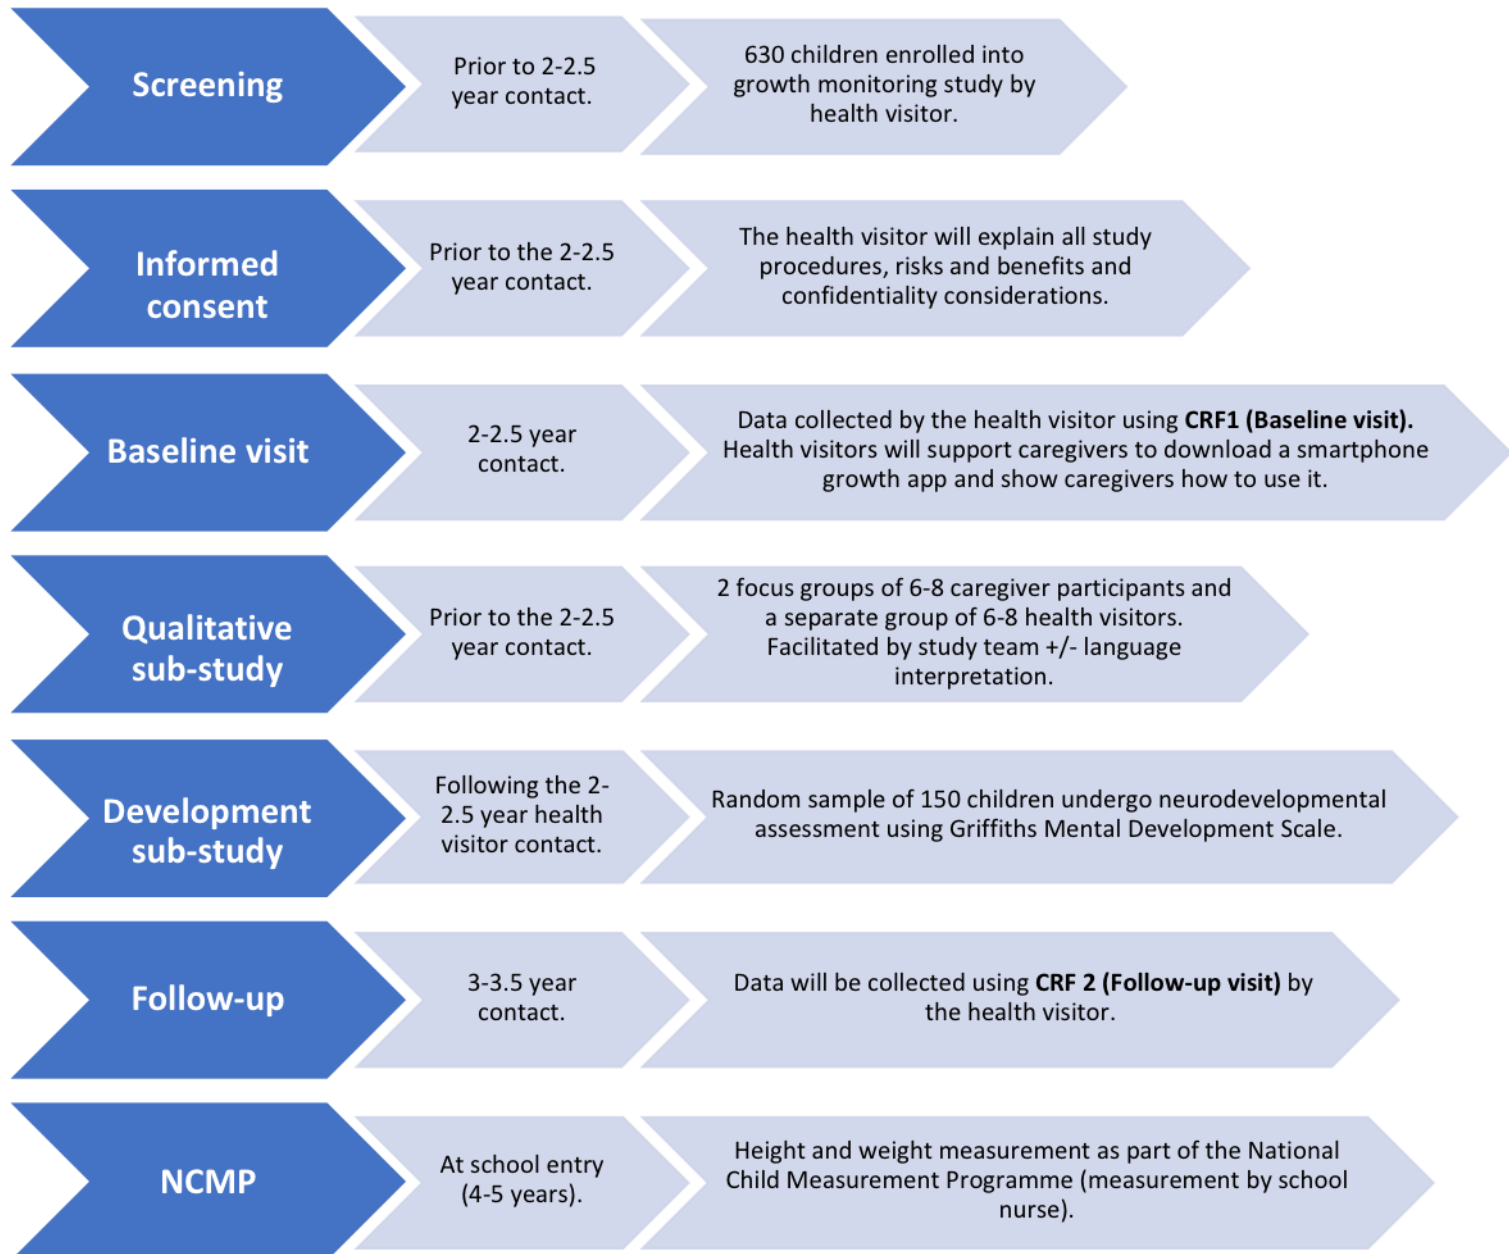 Screening
Prior to 2-2.5
year contact.
630 children enrolled into
growth monitoring study by
health visitor.
Informed
consent
Prior to the 2-2.5
year contact.
The health visitor will explain all study
procedures, risks and benefits and
confidentiality considerations.
Baseline visit
2-2.5 year
contact.
Data collected by the health visitor using CRF1 (Baseline visit).
Health visitors will support caregivers to download a smartphone
growth app and show caregivers how to use it.
Qualitative
sub-study
Prior to the 2-2.5
year contact.
2 focus groups of 6-8 caregiver participants and
a separate group of 6-8 health visitors.
Facilitated by study team +/- language
interpretation.
Development
sub-study
Following the 2-
2.5 year health
visitor contact.
Random sample of 150 children undergo neurodevelopmental
assessment using Griffiths Mental Development Scale.
Follow-up
3-3.5 year
contact.
Data will be collected using CRF 2 (Follow-up visit) by
the health visitor.
NCMP
At school entry
(4-5 years).
Height and weight measurement as part of the National
Child Measurement Programme (measurement by school
nurse).